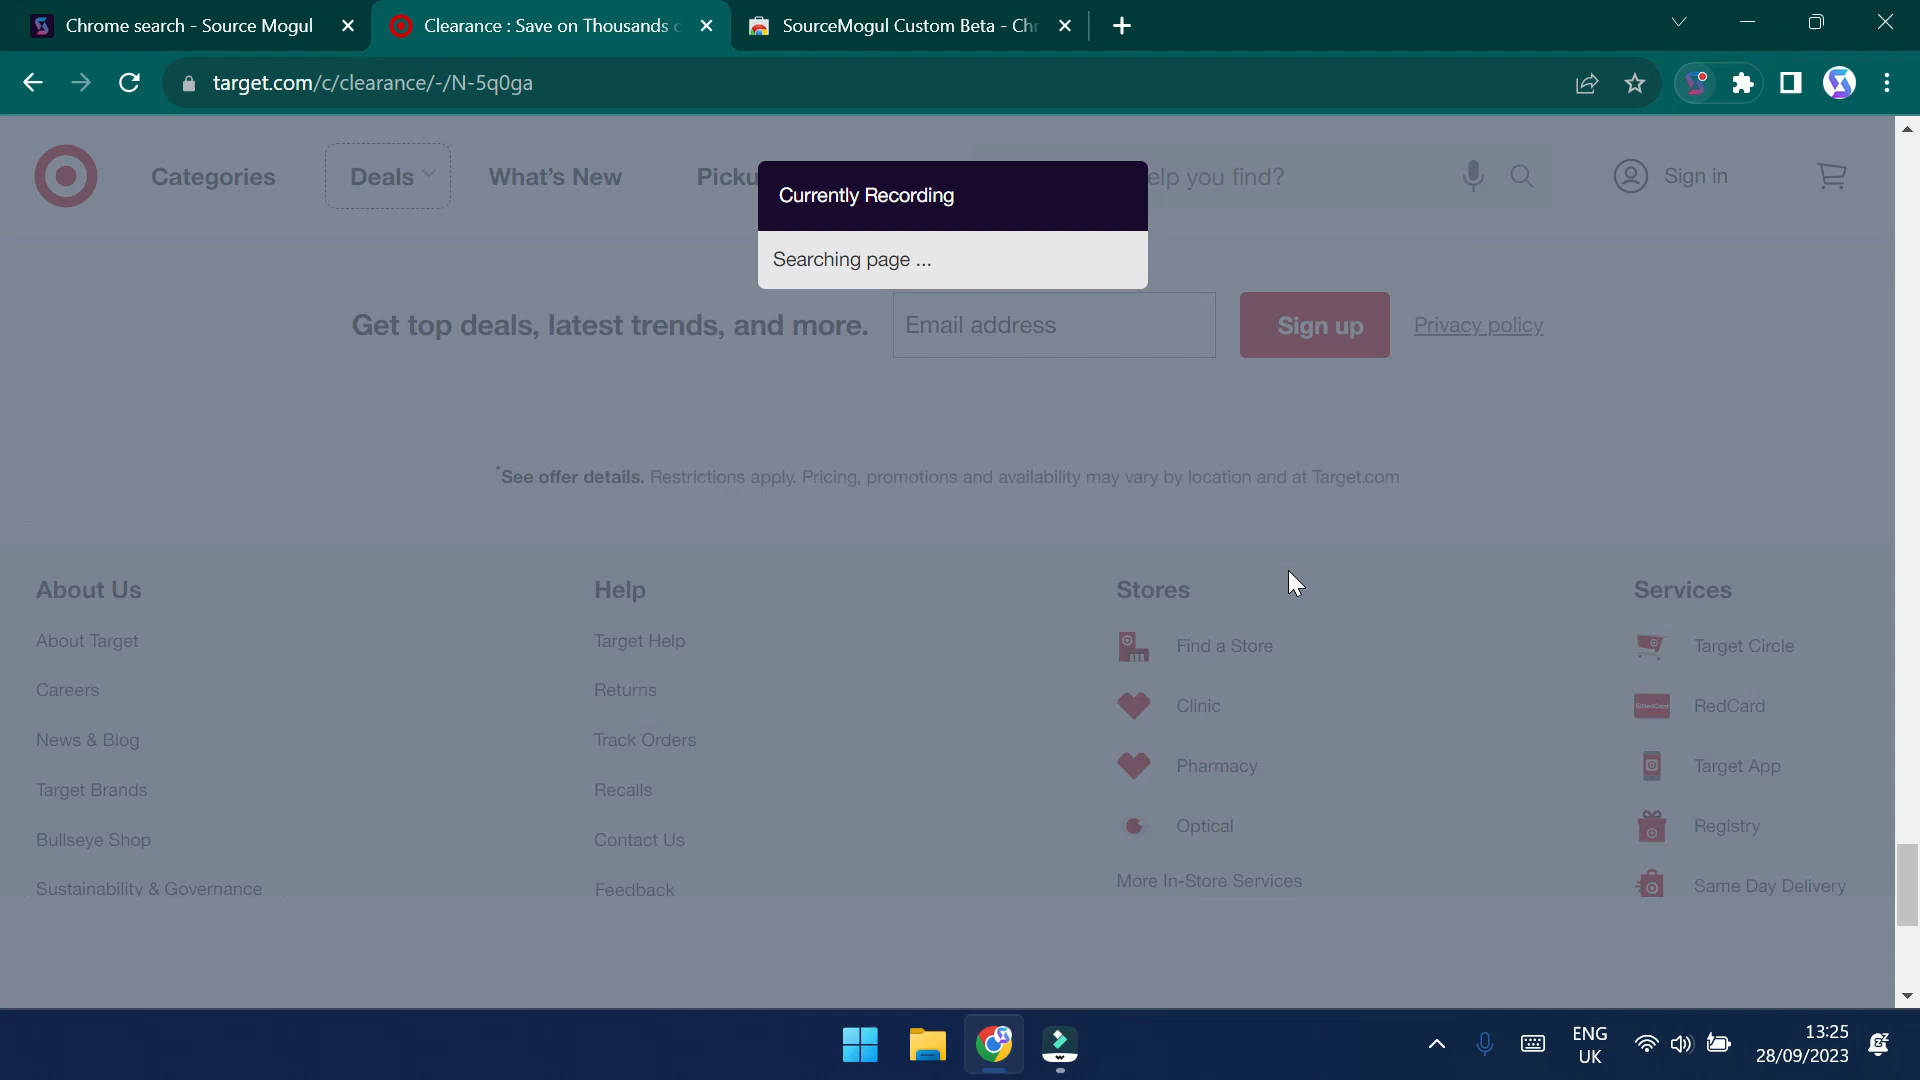 Chrome search - Source Mogul
Clearance : Save on Thousands
SourceMogul Custom Beta - Chr
target.com/c/clearance/-/N-5q0ga
Categories
Deals
What's New
Picku
elp you find?
Sign in
Currently Recording
Searching page ...
Get top deals, latest trends, and more.
Email address
Sign up
Privacy policy
*See offer details. Restrictions apply. Pricing, promotions and availability may vary by location and at Target.com
About Us
About Target
Careers
News & Blog
Target Brands
Bullseye Shop
Sustainability & Governance
Help
Target Help
Returns
Track Orders
Recalls
Contact Us
Feedback
Stores
Find a Store
Clinic
Pharmacy
Optical
More In-Store Services
Services
Target Circle
RedCard
Target App
Registry
Same Day Delivery
ENG
UK
13:25
28/09/2023